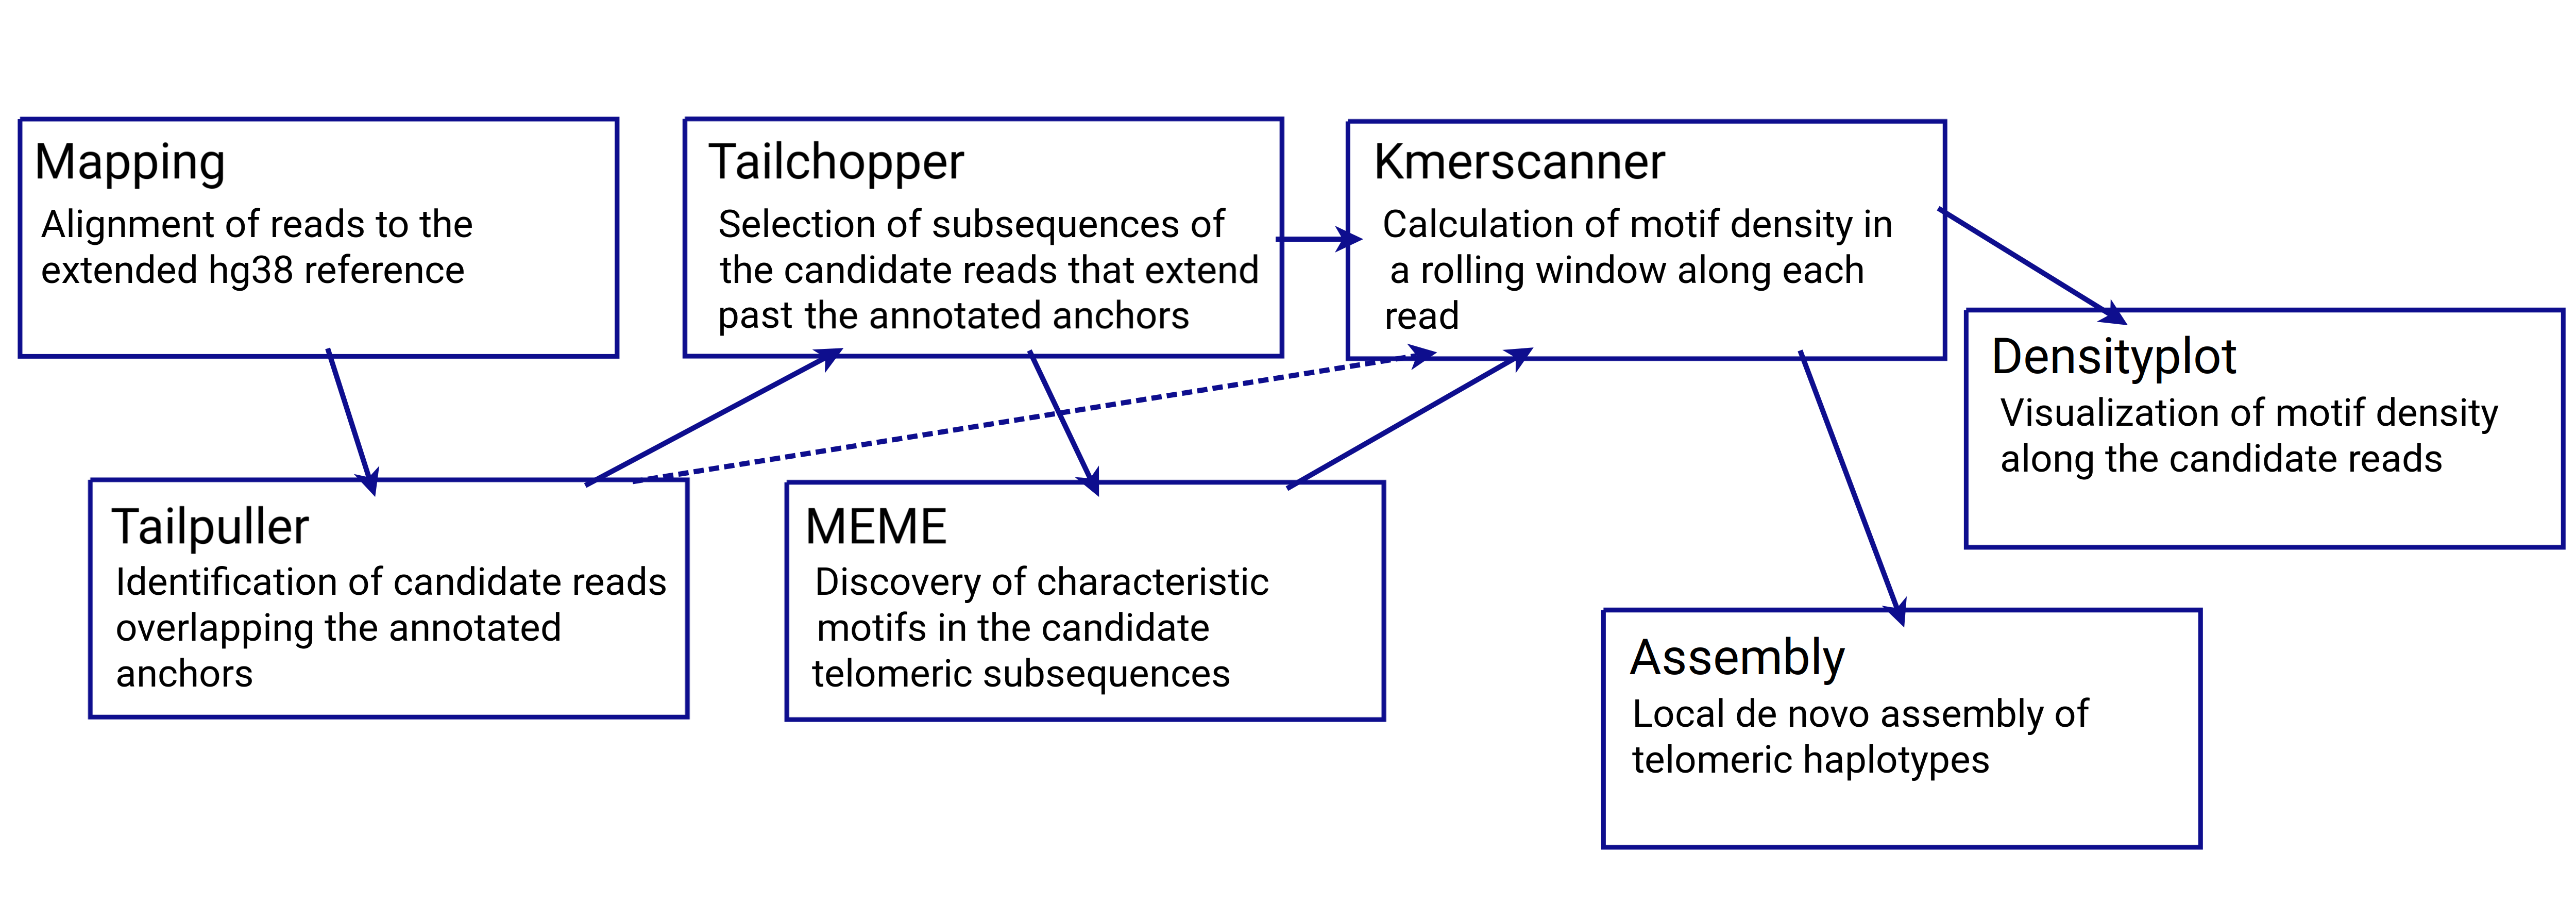 Mapping
Alignment of reads to the
extended hg38 reference
Tailchopper
Selection of subsequences of
the candidate reads that extend
past the annotated anchors
Kmerscanner
Calculation of motif density in
a rolling window along each
read
Densityplot
Visualization of motif density
along the candidate reads
Tailpuller
Identification of candidate reads
overlapping the annotated
anchors
MEME
Discovery of characteristic
motifs in the candidate
telomeric subsequences
Assembly
Local de novo assembly of
telomeric haplotypes